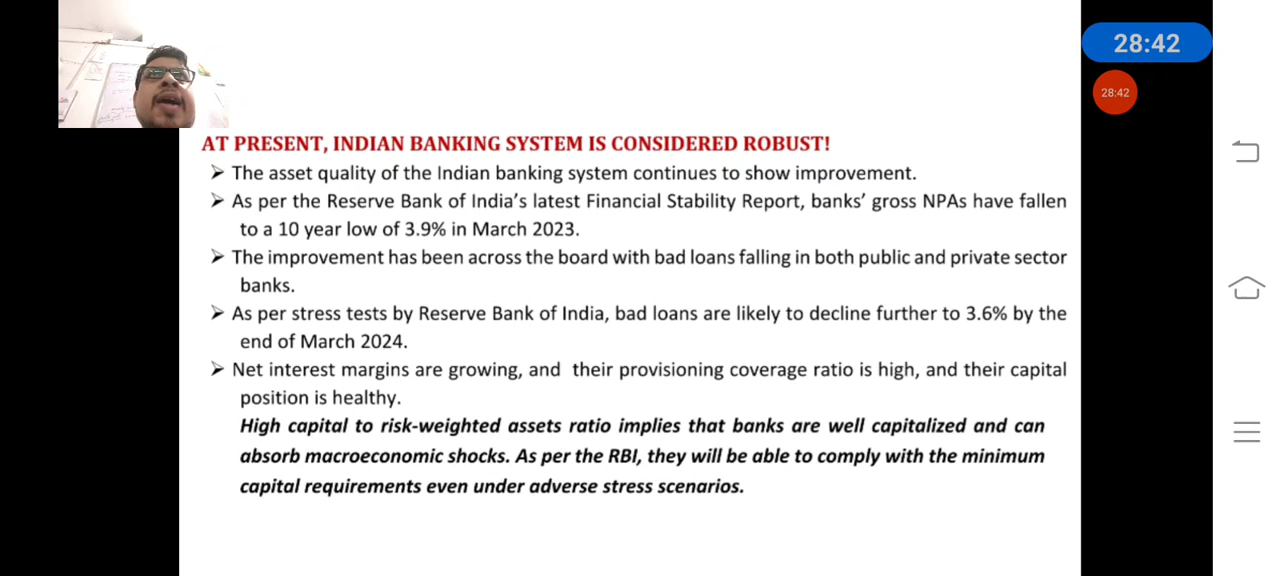 28:42
28:42
AT PRESENT, INDIAN BANKING SYSTEM IS CONSIDERED ROBUST!
➢ The asset quality of the Indian banking system continues to show improvement.
➢ As per the Reserve Bank of India’s latest Financial Stability Report, banks’ gross NPAs have fallen
to a 10 year low of 3.9% in March 2023.
➢ The improvement has been across the board with bad loans falling in both public and private sector
banks.
➢ As per stress tests by Reserve Bank of India, bad loans are likely to decline further to 3.6% by the
end of March 2024.
➢ Net interest margins are growing, and their provisioning coverage ratio is high, and their capital
position is healthy.
High capital to risk-weighted assets ratio implies that banks are well capitalized and can
absorb macroeconomic shocks. As per the RBI, they will be able to comply with the minimum
capital requirements even under adverse stress scenarios.